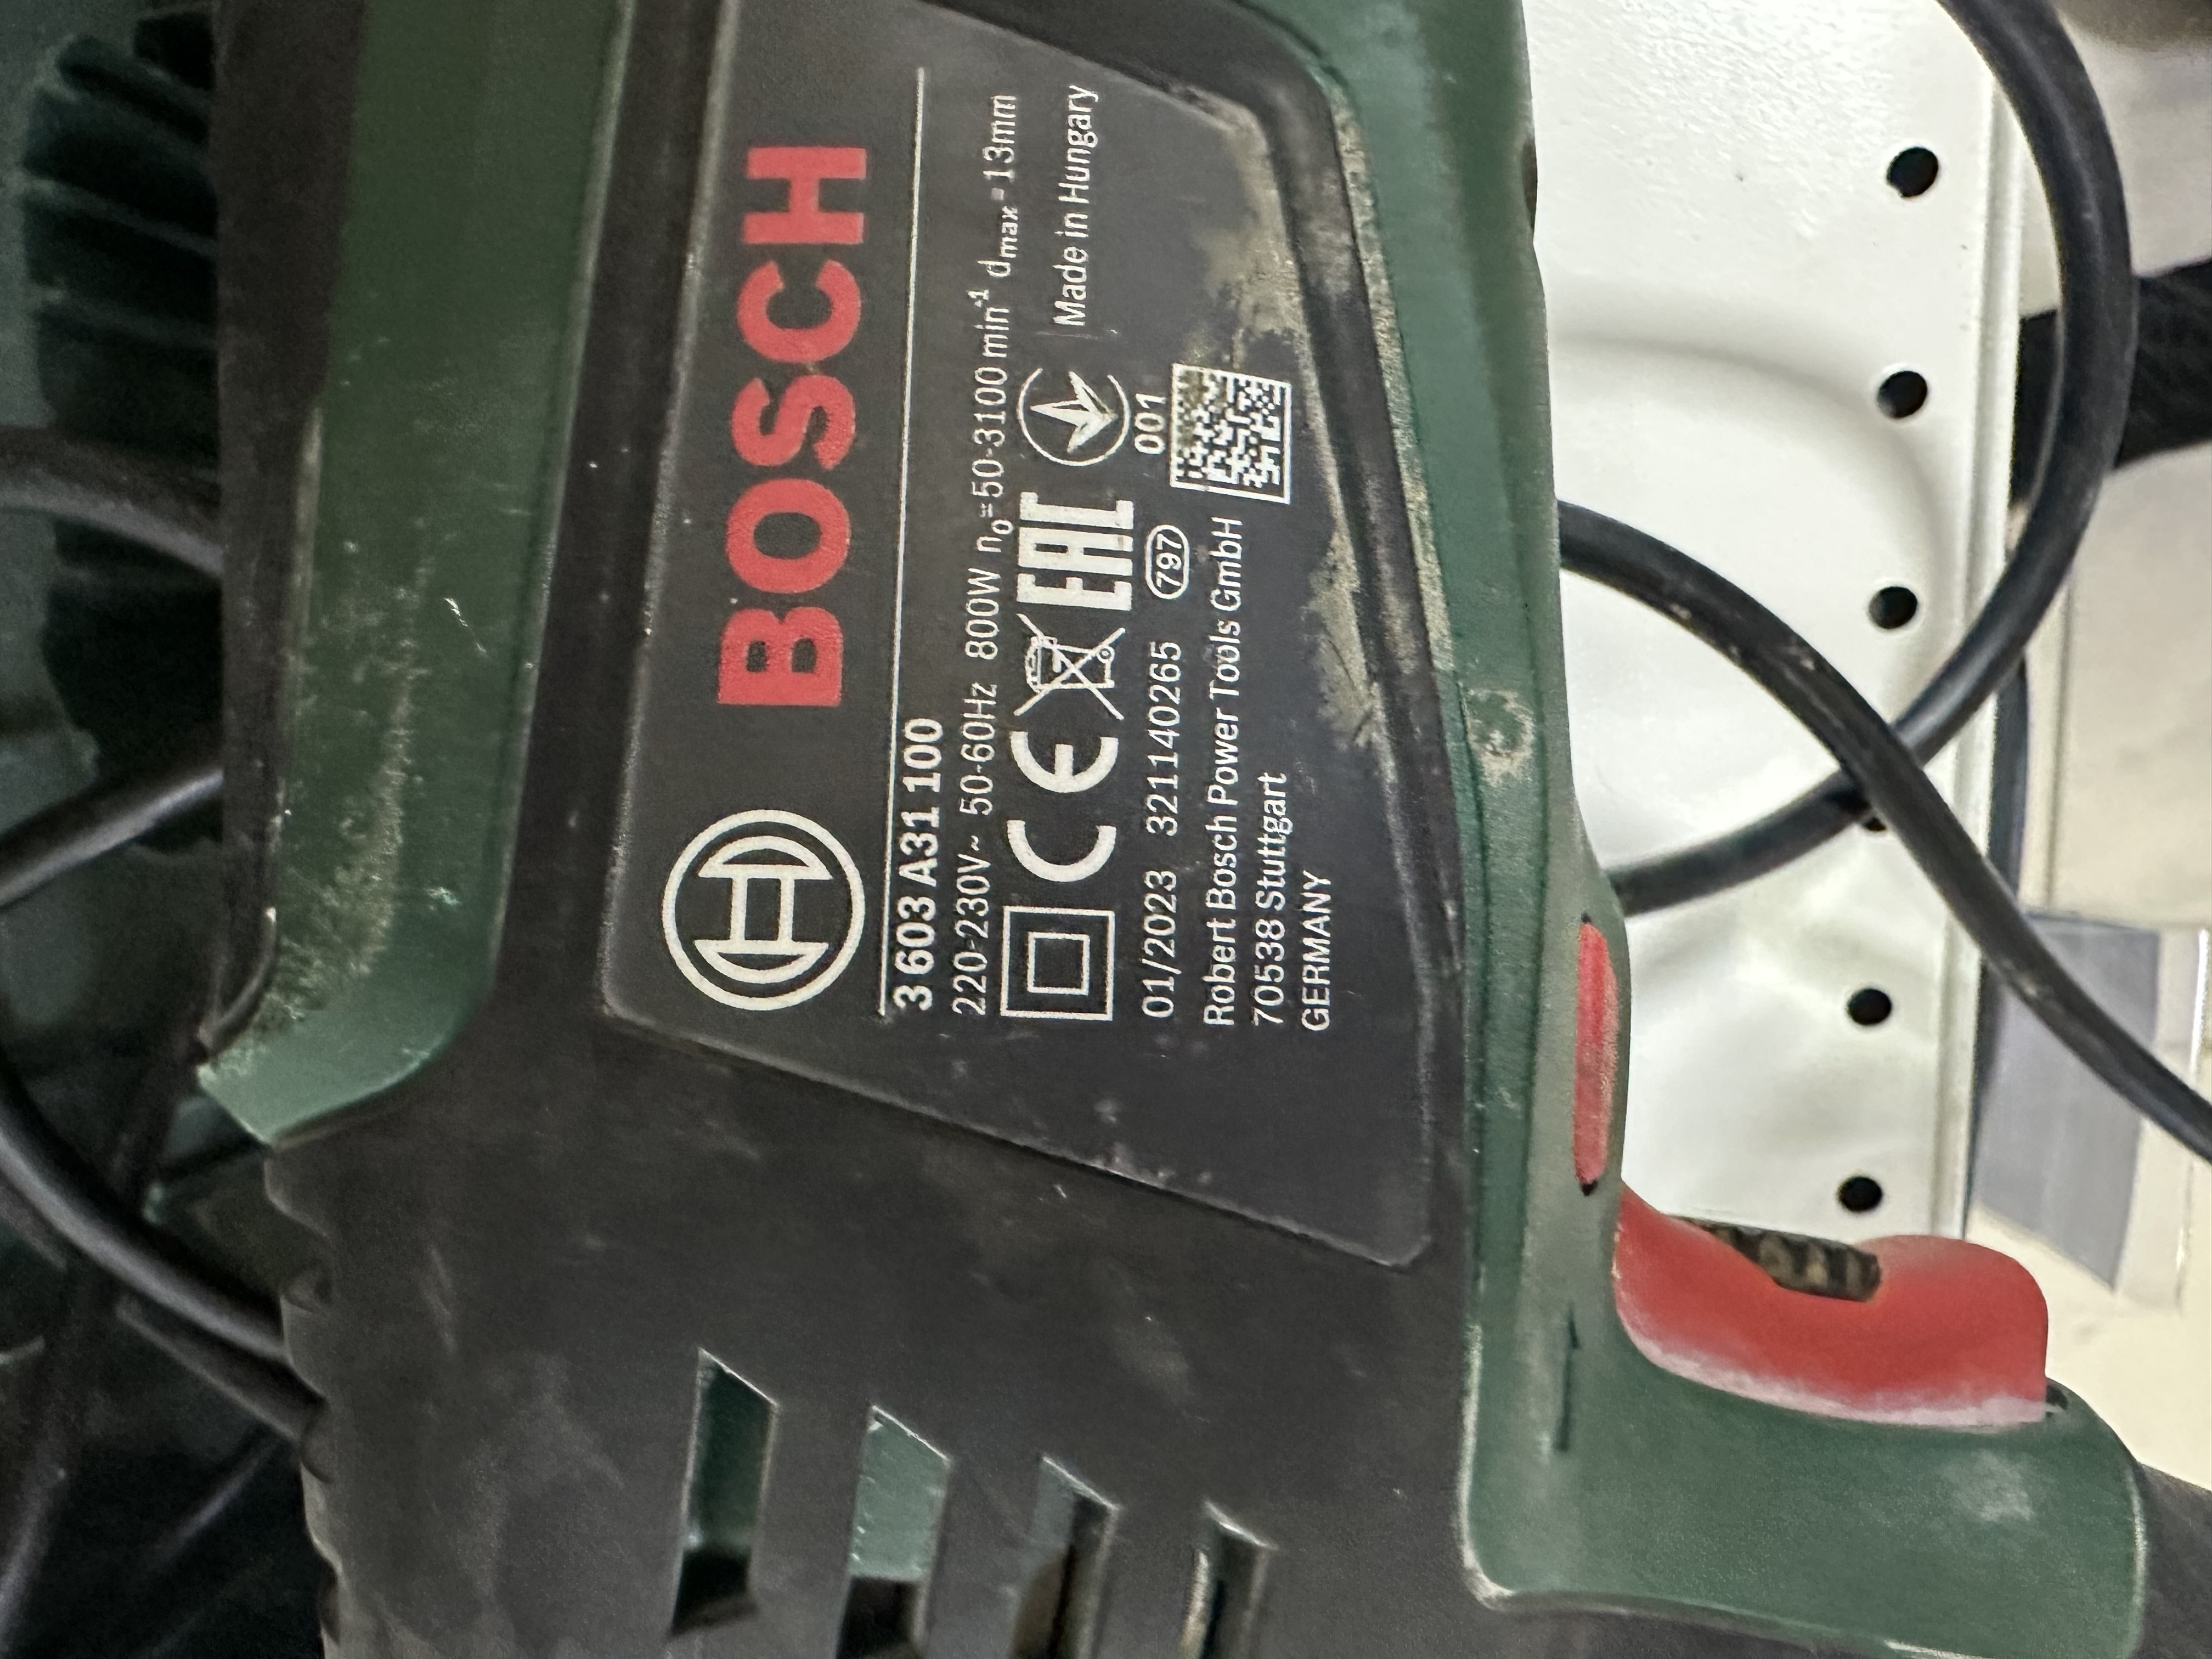 BOSCH
3 603 A31 100
220-230V~ 50-60Hz 800W n₀=50-3100 min⁻¹ dmax=13mm
CE EAC Made in Hungary
001
01/2023 321140265 797
Robert Bosch Power Tools GmbH
70538 Stuttgart
GERMANY